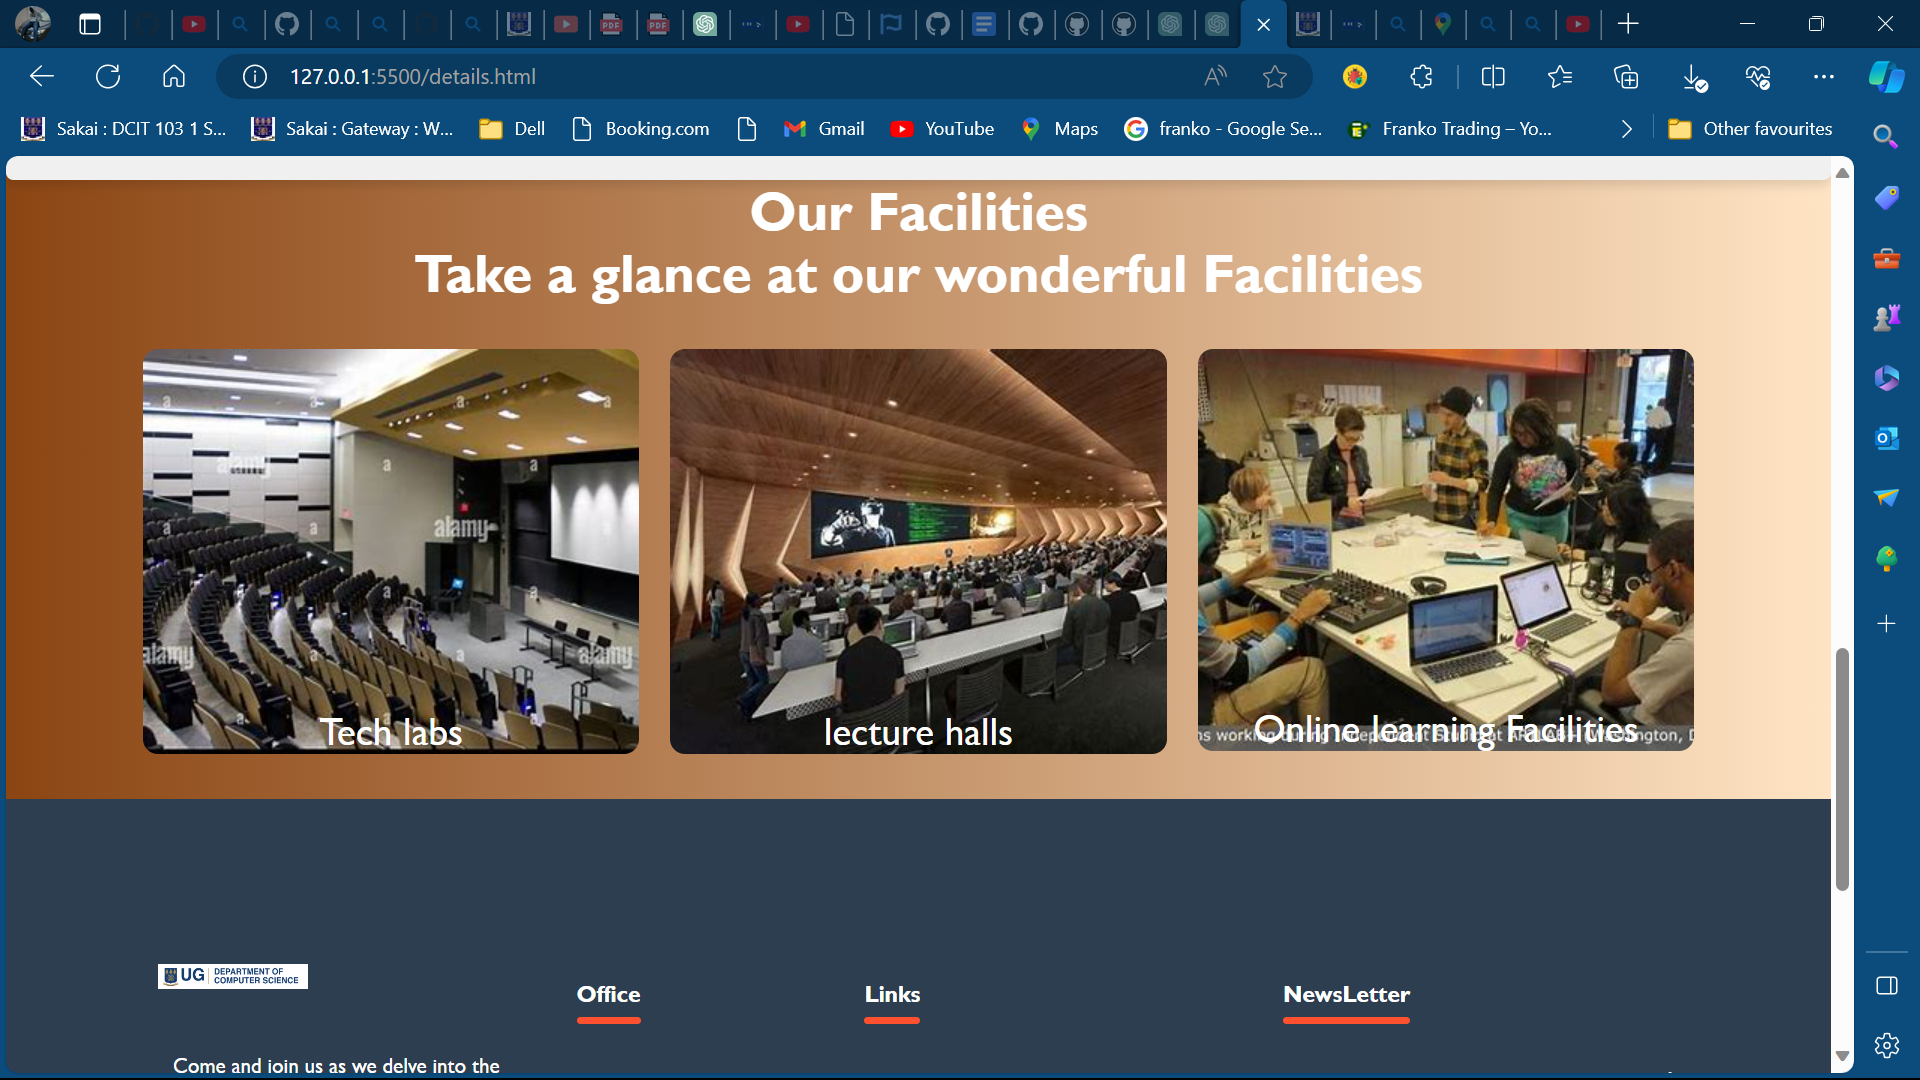 127.0.0.1:5500/details.html
Sakai : DCIT 103 1 S...
Sakai : Gateway : W...
Dell
Booking.com
Gmail
YouTube
Maps
franko - Google Se...
Franko Trading – Yo...
Other favourites
Our Facilities
Take a glance at our wonderful Facilities
alamy
alamy
alamy
alamy
Tech labs
lecture halls
Online learning Facilities
UG DEPARTMENT OF
COMPUTER SCIENCE
Office
Links
NewsLetter
Come and join us as we delve into the